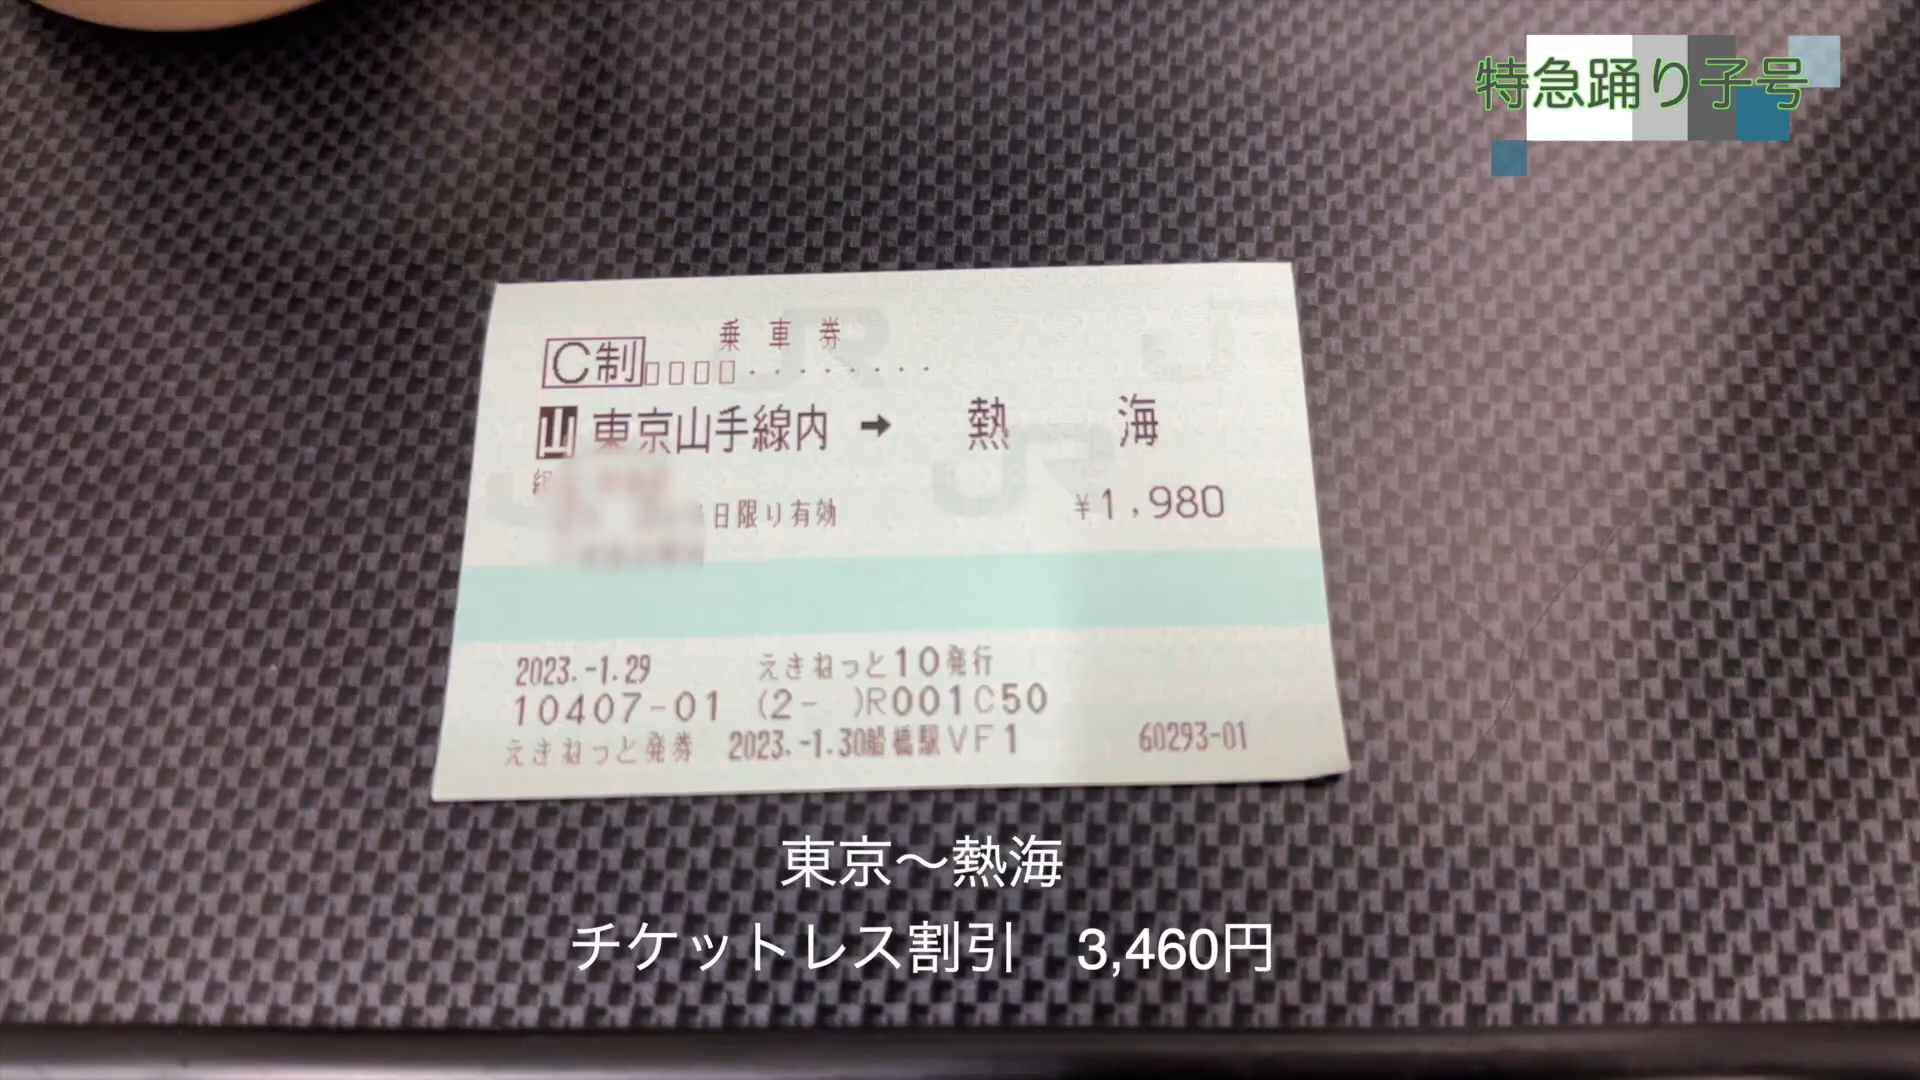 特急踊り子号
乗車券
C制
山 東京山手線内 → 熱海
経
日限り有効 ¥1,980
2023.-1.29 えきねっと10発行
10407-01 (2- )R001C50
えきねっと発券 2023.-1.30船橋駅VF1 60293-01
東京〜熱海
チケットレス割引 3,460円